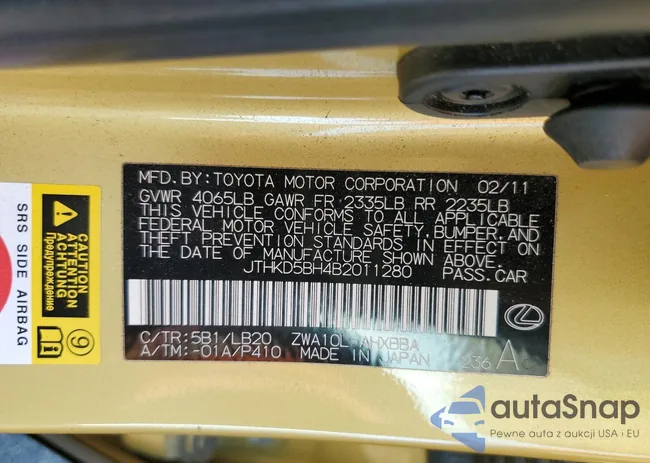 MFD.BY: TOYOTA MOTOR CORPORATION 02/11
GVWR 4065LB GAWR FR 2335LB RR 2235LB
THIS VEHICLE CONFORMS TO ALL APPLICABLE
FEDERAL MOTOR VEHICLE SAFETY, BUMPER, AND
THEFT PREVENTION STANDARDS IN EFFECT ON
THE DATE OF MANUFACTURE SHOWN ABOVE.
JTHKD5BH4B2011280 PASS.CAR
C/TR:5B1/LB20 ZWA10L-AHXBBA
A/TM:-01A/P410 MADE IN JAPAN 236 A
SRS SIDE AIRBAG
CAUTION
ATTENTION
ACHTUNG
Предупреждение
9
autoSnap
Pewne auta z aukcji USA i EU